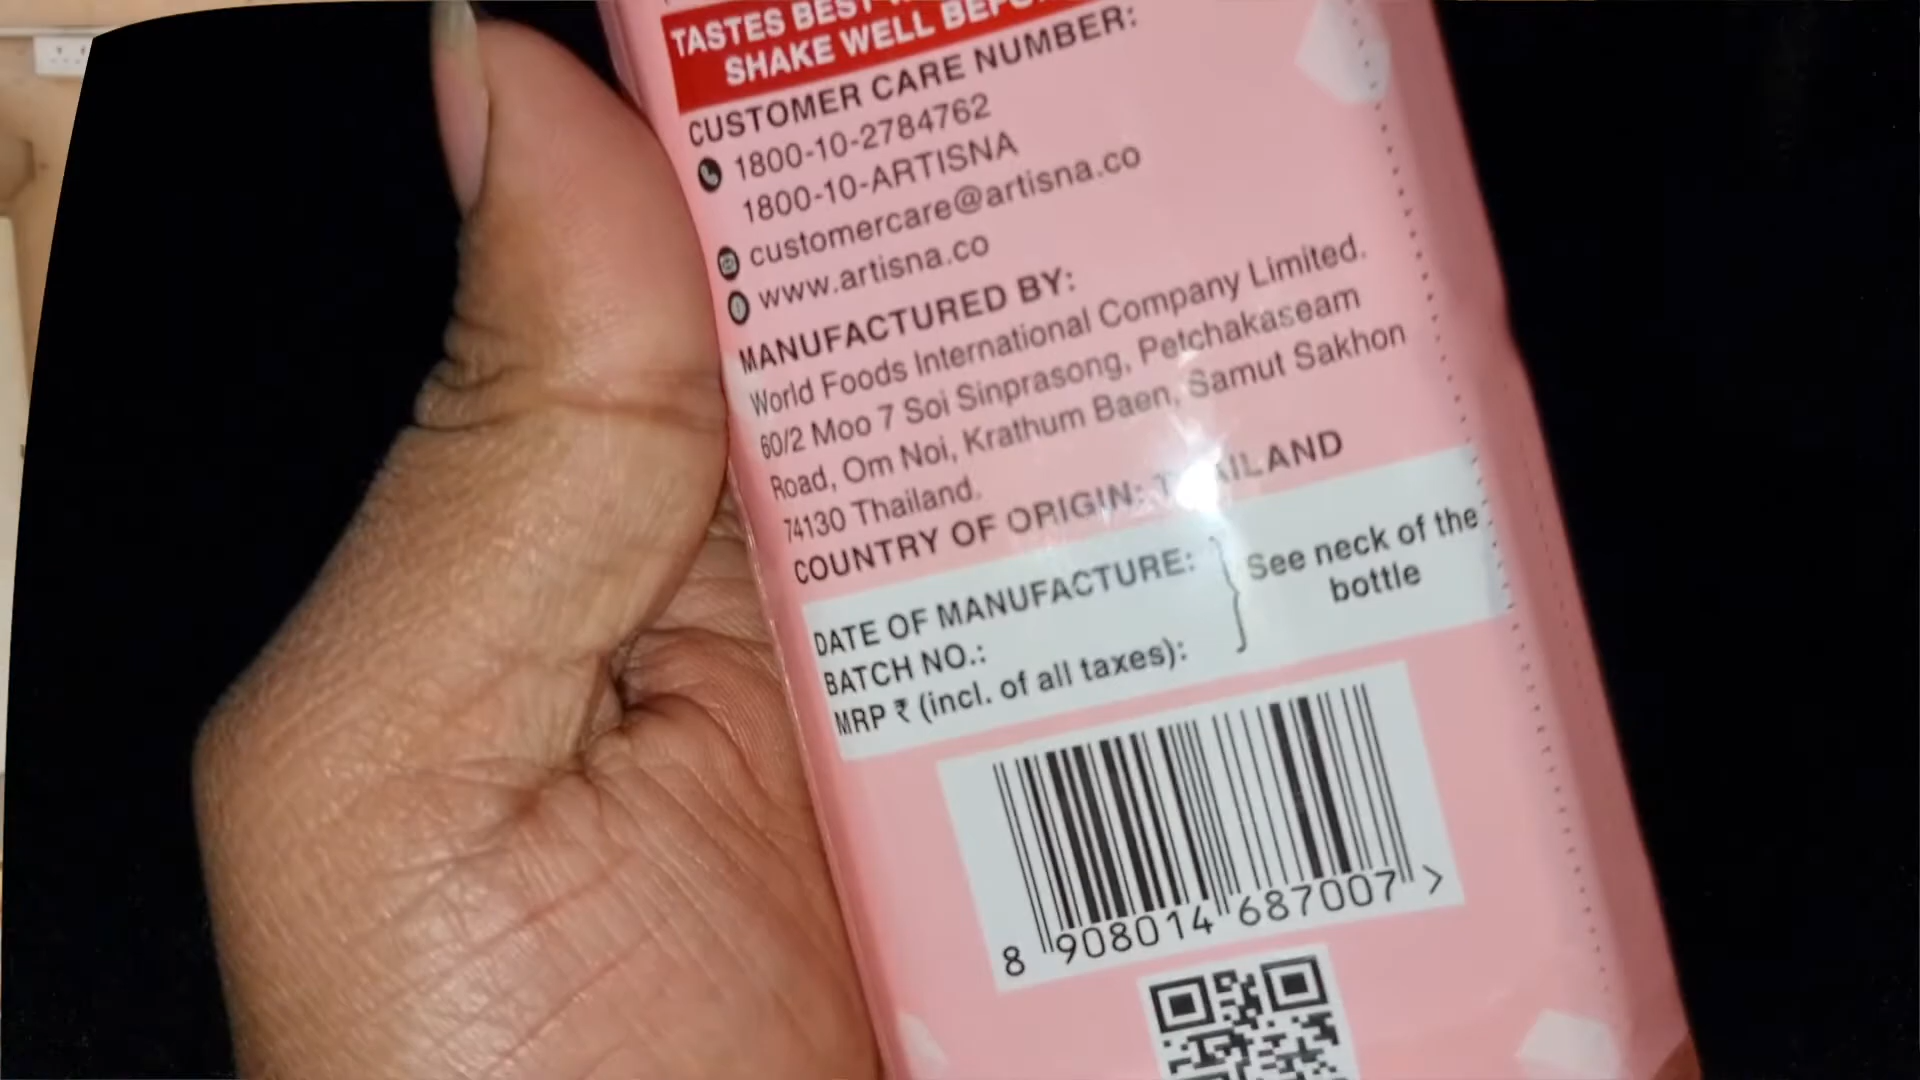 TASTES BEST
SHAKE WELL
CUSTOMER CARE NUMBER:
1800-10-2784762
1800-10-ARTISNA
customercare@artisna.co
www.artisna.co
MANUFACTURED BY:
World Foods International Company Limited.
60/2 Moo 7 Soi Sinprasong, Petchakaseam
Road, Om Noi, Krathum Baen, Samut Sakhon
74130 Thailand.
COUNTRY OF ORIGIN: THAILAND
DATE OF MANUFACTURE:
BATCH NO.:
MRP ₹ (incl. of all taxes):
See neck of the
bottle
8 908014 687007 >